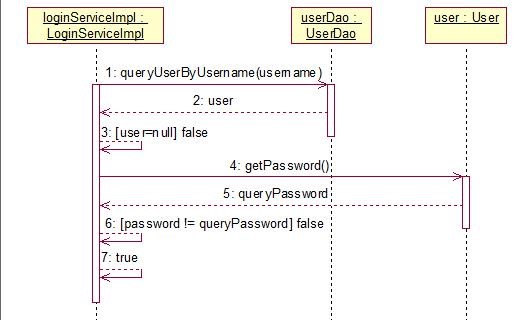 loginServiceImpl :
LoginServiceImpl
userDao :
UserDao
user : User
1: queryUserByUsername(username)
2: user
3: [user=null] false
4: getPassword()
5: queryPassword
6: [password != queryPassword] false
7: true